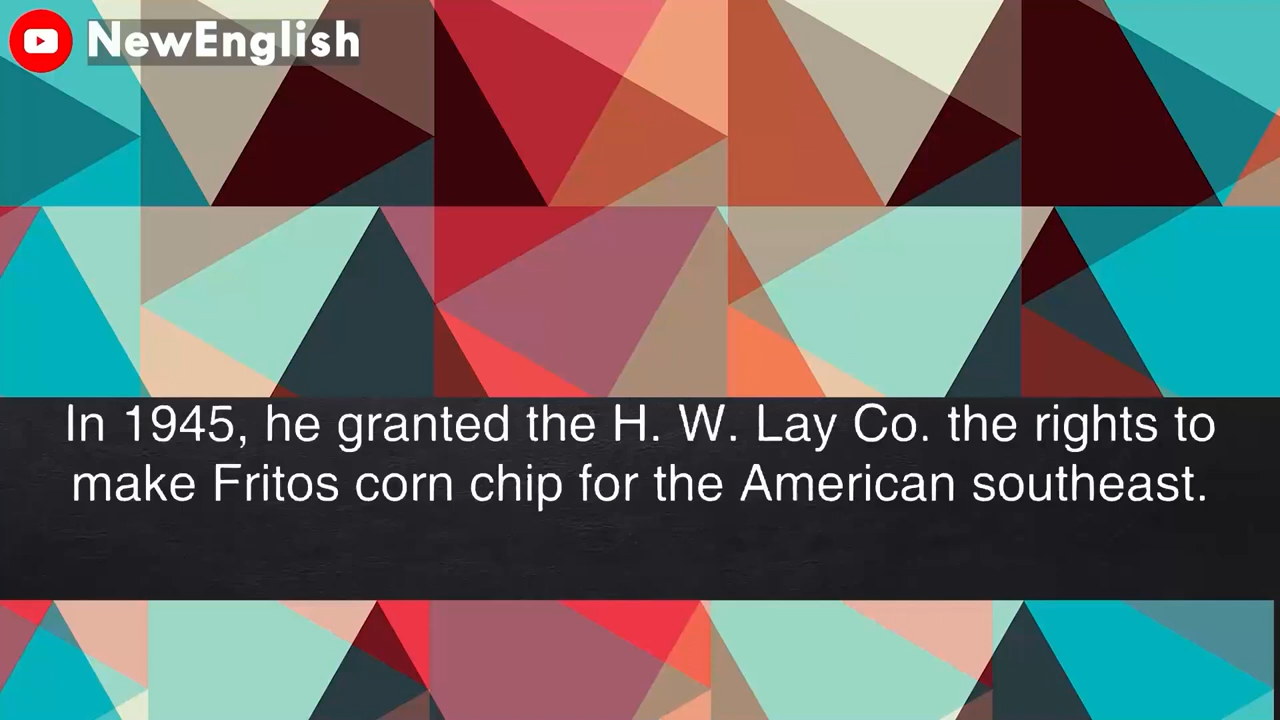 NewEnglish
In 1945, he granted the H. W. Lay Co. the rights to
make Fritos corn chip for the American southeast.